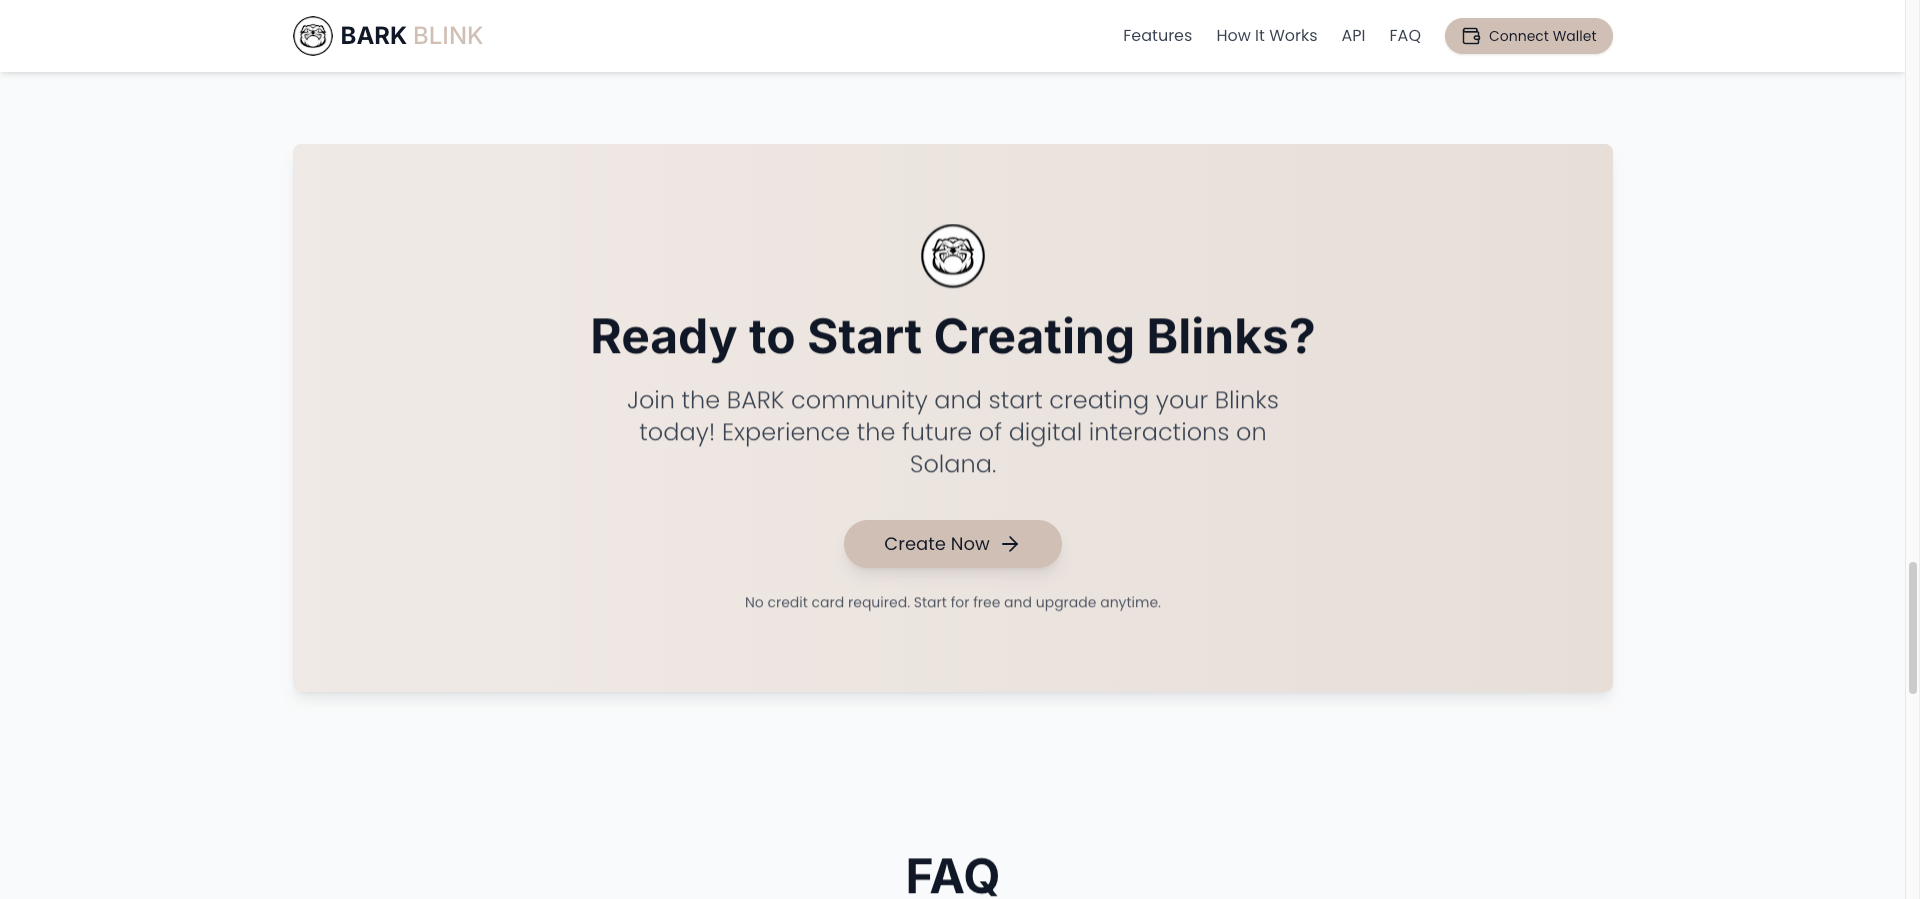 BARK BLINK
Features
How It Works
API
FAQ
Connect Wallet
Ready to Start Creating Blinks?
Join the BARK community and start creating your Blinks
today! Experience the future of digital interactions on
Solana.
Create Now
No credit card required. Start for free and upgrade anytime.
FAQ